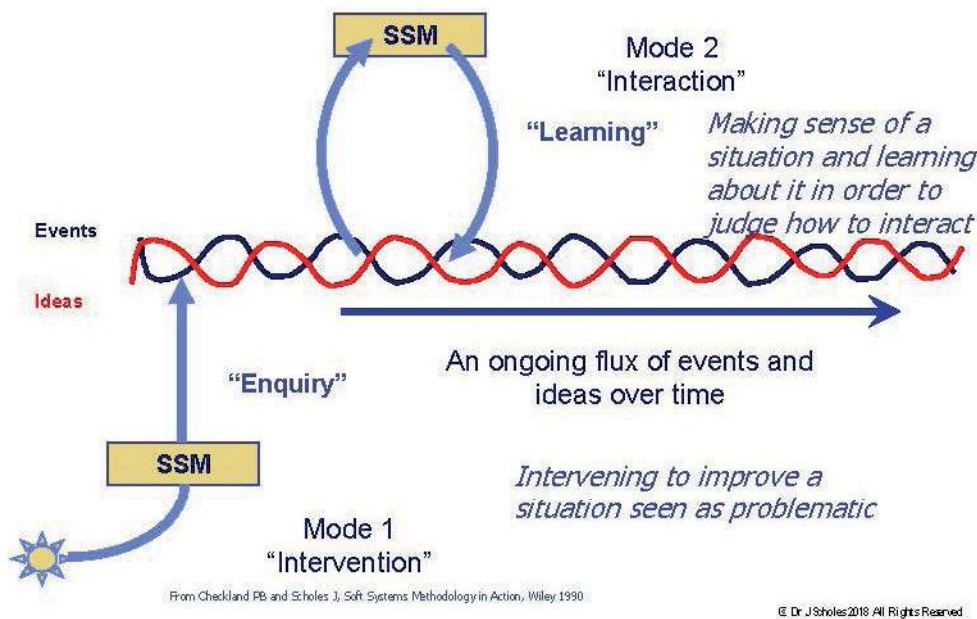 SSM
Mode 2
“Interaction”
“Learning”
Making sense of a
situation and learning
about it in order to
judge how to interact
Events
Ideas
An ongoing flux of events and
ideas over time
“Enquiry”
SSM
Intervening to improve a
situation seen as problematic
Mode 1
“Intervention”
From Checkland PB and Scholes J, Soft Systems Methodology in Action, Wiley 1990
© Dr J Scholes 2018 All Rights Reserved